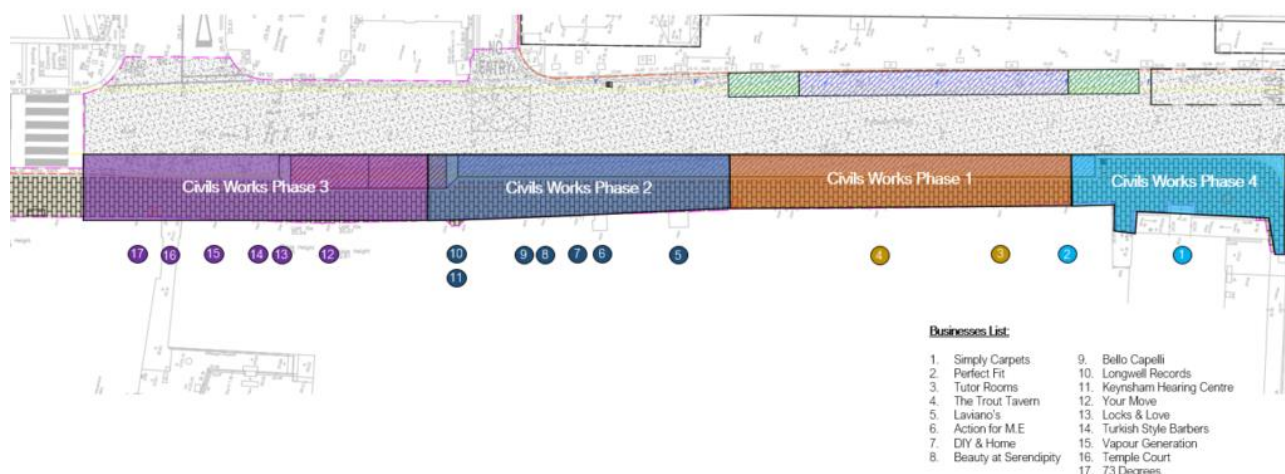 Civils Works Phase 3
Civils Works Phase 2
Civils Works Phase 1
Civils Works Phase 4
17
16
15
14
13
12
10
11
9
8
7
6
5
4
3
2
1
Businesses List:
1. Simply Carpets
2. Perfect Fit
3. Tutor Rooms
4. The Trout Tavern
5. Laviano's
6. Action for M.E
7. DIY & Home
8. Beauty at Serendipity
9. Bello Capelli
10. Longwell Records
11. Keynsham Hearing Centre
12. Your Move
13. Locks & Love
14. Turkish Style Barbers
15. Vapour Generation
16. Temple Court
17. 73 Degrees